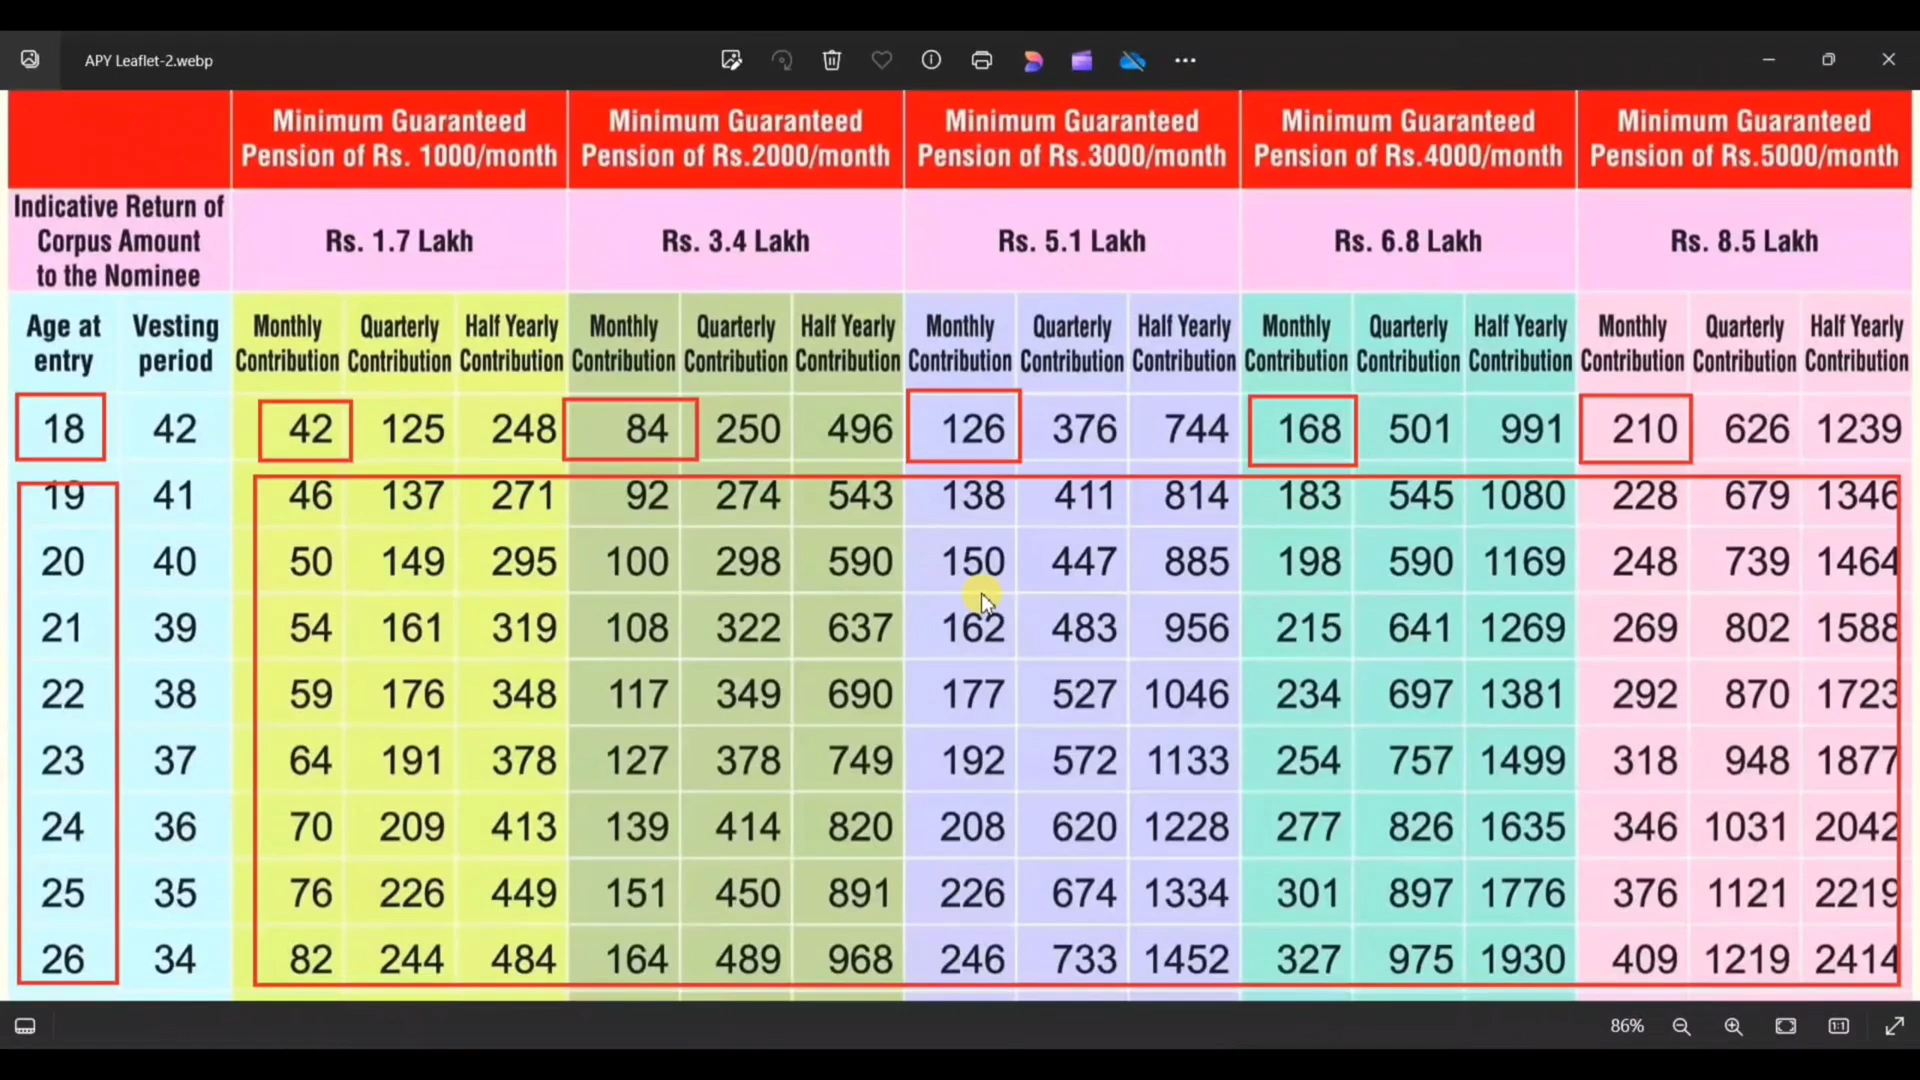 APY Leaflet-2.webp
Minimum Guaranteed Pension of Rs. 1000/month Minimum Guaranteed Pension of Rs.2000/month Minimum Guaranteed Pension of Rs.3000/month Minimum Guaranteed Pension of Rs.4000/month Minimum Guaranteed Pension of Rs.5000/month
Indicative Return of
Corpus Amount
to the Nominee
Rs. 1.7 Lakh Rs. 3.4 Lakh Rs. 5.1 Lakh Rs. 6.8 Lakh Rs. 8.5 Lakh
Age at entry Vesting period Monthly Contribution Quarterly Contribution Half Yearly Contribution Monthly Contribution Quarterly Contribution Half Yearly Contribution Monthly Contribution Quarterly Contribution Half Yearly Contribution Monthly Contribution Quarterly Contribution Half Yearly Contribution Monthly Contribution Quarterly Contribution Half Yearly Contribution
18 42 42 125 248 84 250 496 126 376 744 168 501 991 210 626 1239
19 41 46 137 271 92 274 543 138 411 814 183 545 1080 228 679 1346
20 40 50 149 295 100 298 590 150 447 885 198 590 1169 248 739 1464
21 39 54 161 319 108 322 637 162 483 956 215 641 1269 269 802 1588
22 38 59 176 348 117 349 690 177 527 1046 234 697 1381 292 870 1723
23 37 64 191 378 127 378 749 192 572 1133 254 757 1499 318 948 1877
24 36 70 209 413 139 414 820 208 620 1228 277 826 1635 346 1031 2042
25 35 76 226 449 151 450 891 226 674 1334 301 897 1776 376 1121 2219
26 34 82 244 484 164 489 968 246 733 1452 327 975 1930 409 1219 2414
86% 1:1